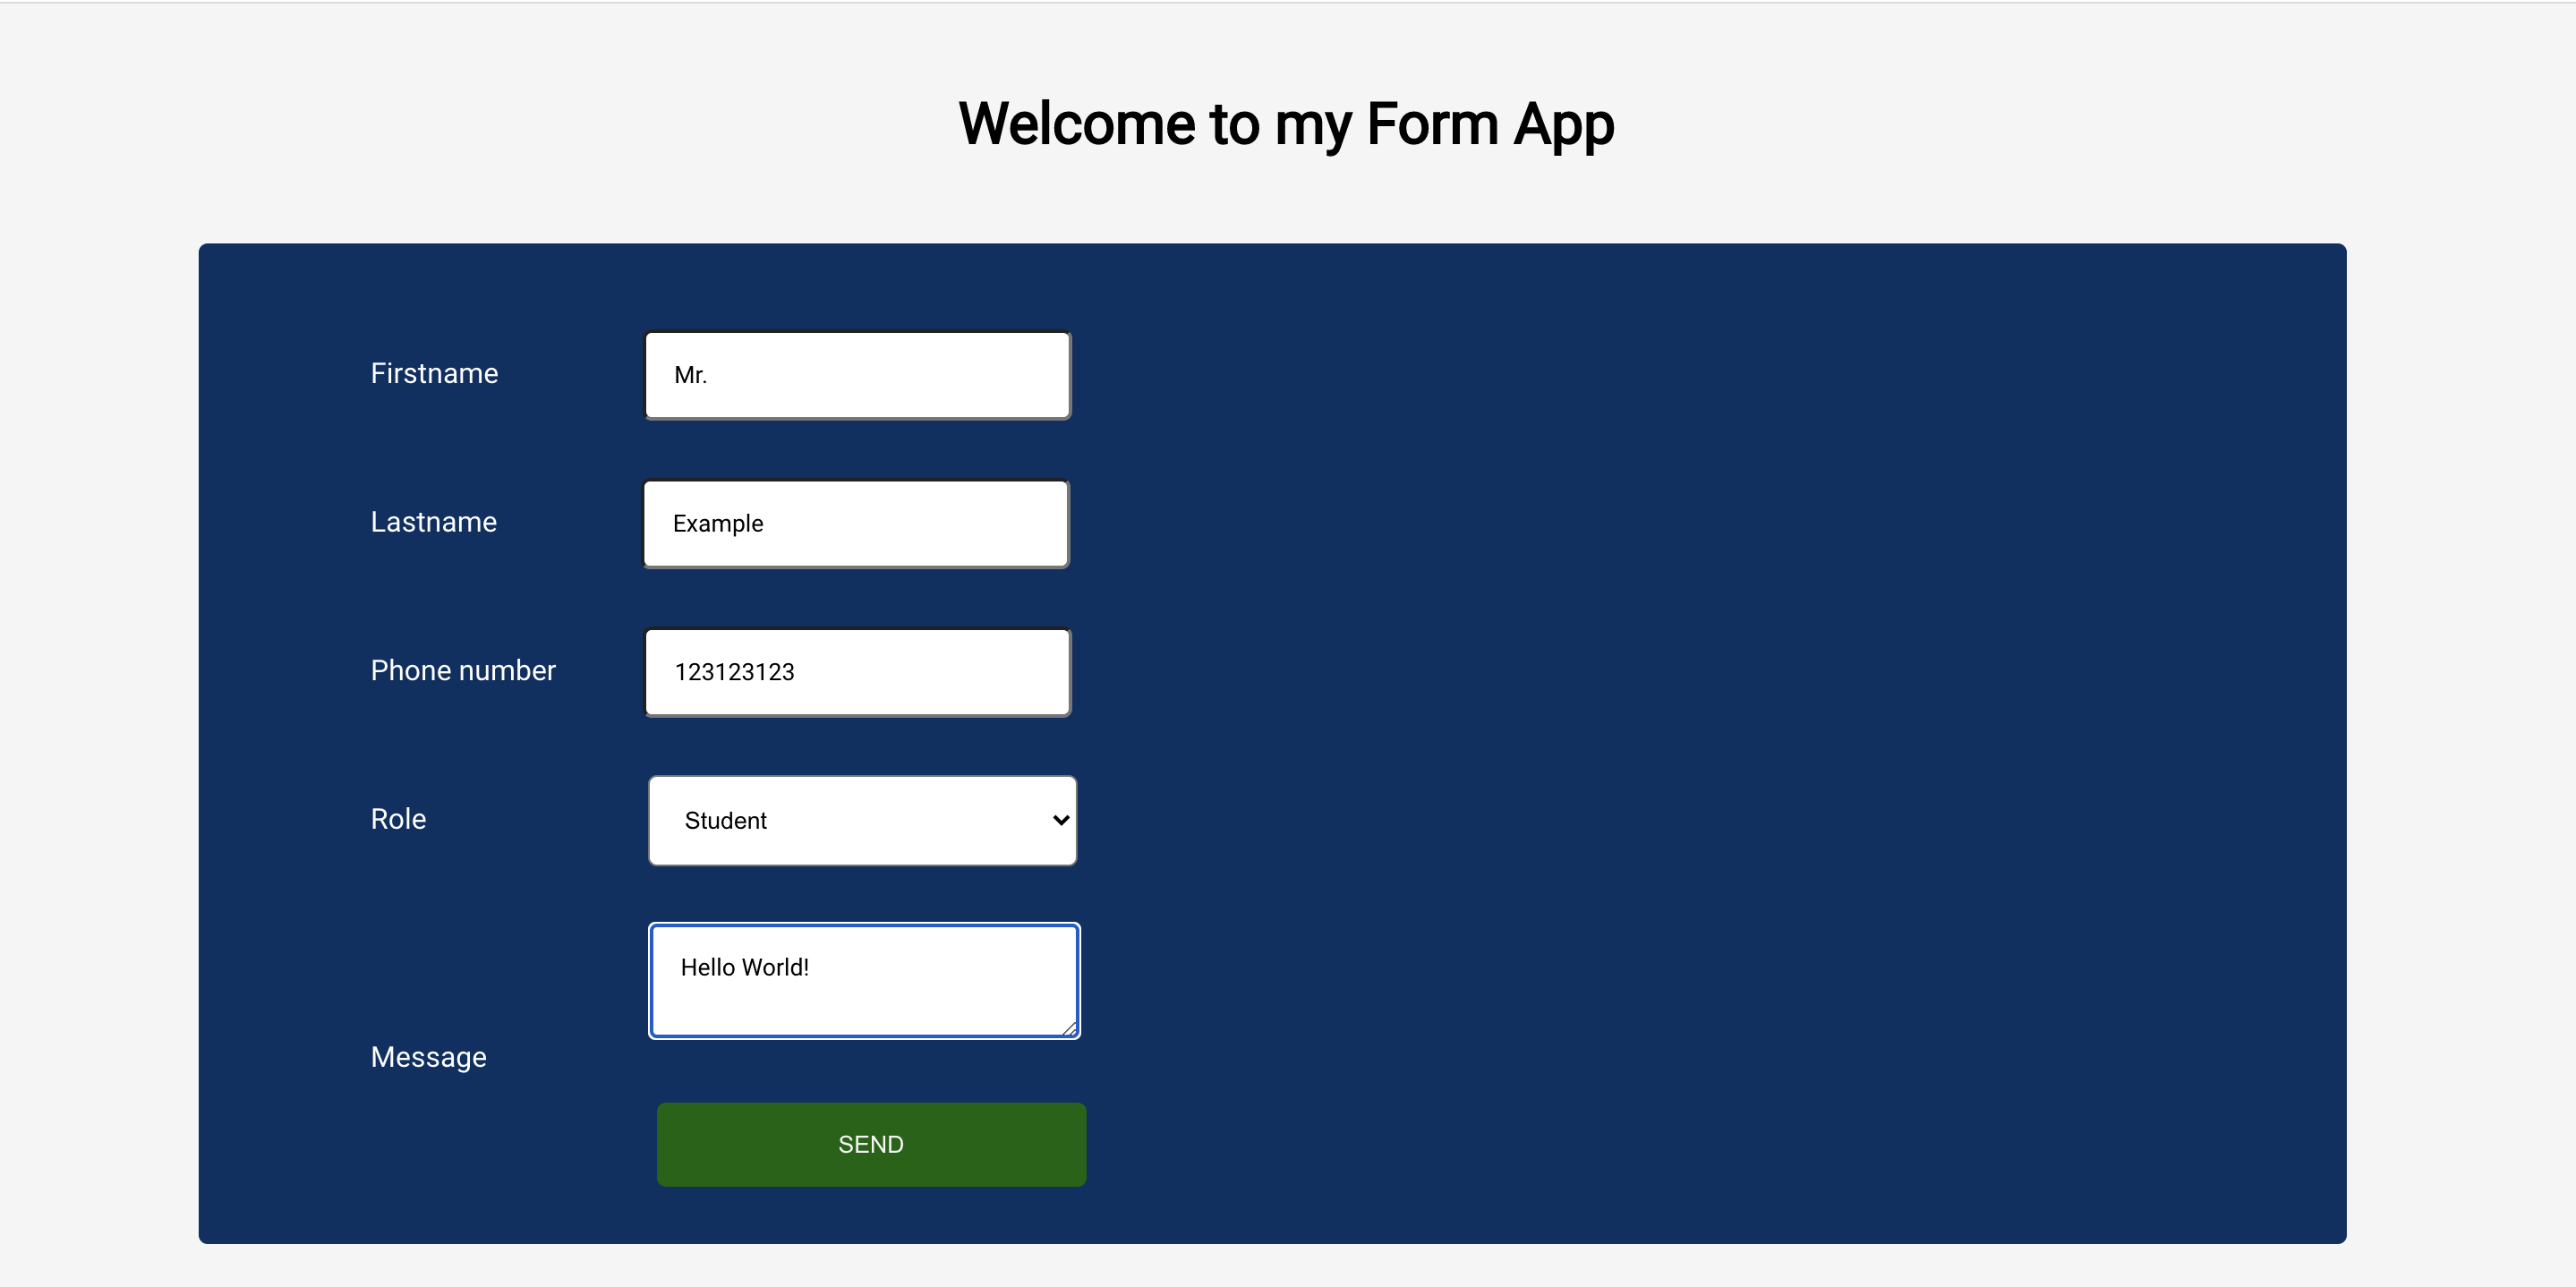 Welcome to my Form App
Firstname Mr.
Lastname Example
Phone number 123123123
Role Student
Hello World!
Message
SEND